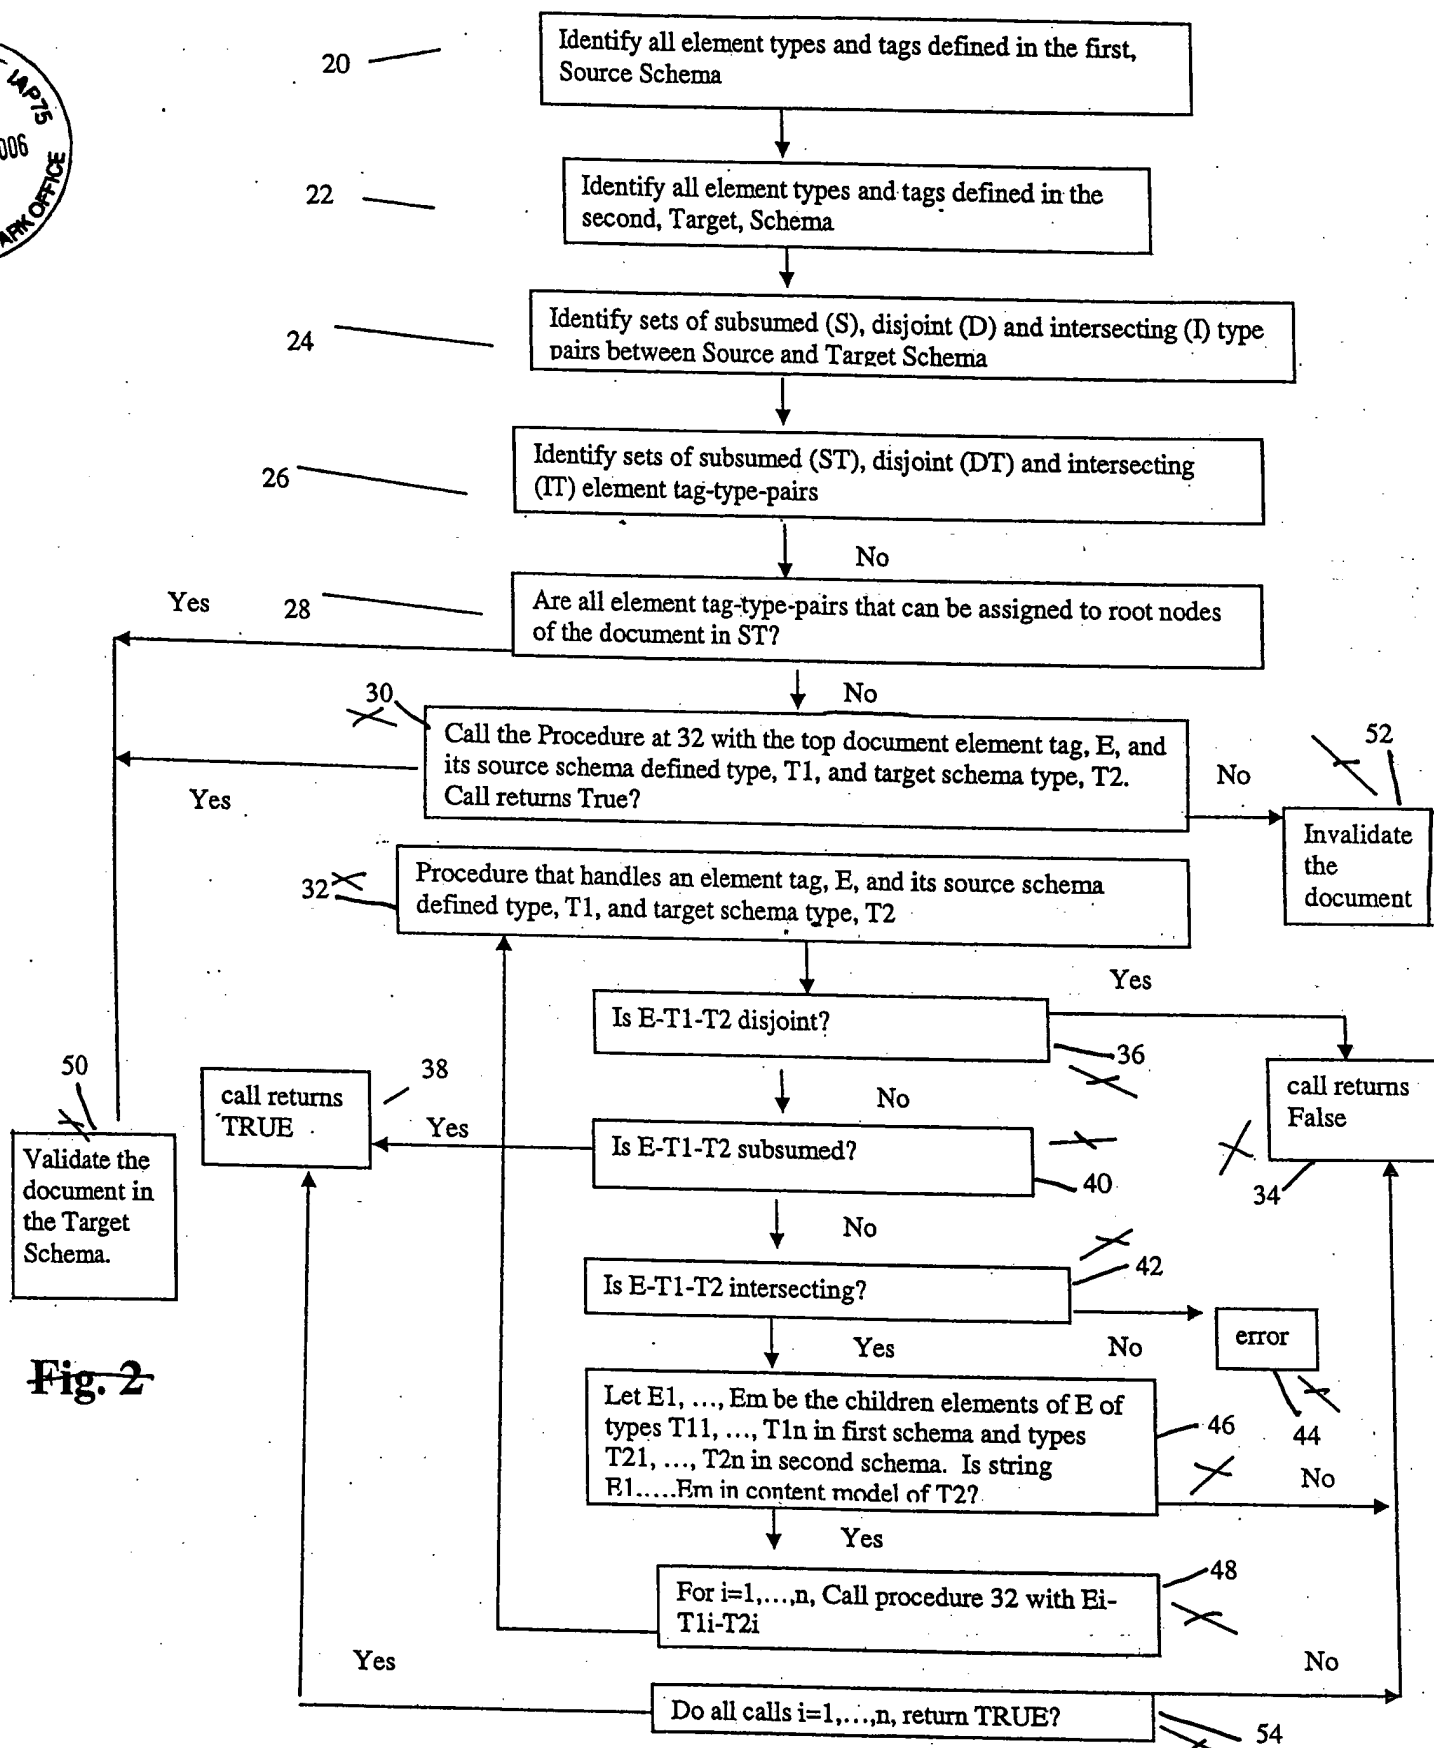 IAP75
006
ARK OFFICE
20
Identify all element types and tags defined in the first,
Source Schema
22
Identify all element types and tags defined in the
second, Target, Schema
24
Identify sets of subsumed (S), disjoint (D) and intersecting (I) type
pairs between Source and Target Schema
26
Identify sets of subsumed (ST), disjoint (DT) and intersecting
(IT) element tag-type-pairs
No
Yes
28
Are all element tag-type-pairs that can be assigned to root nodes
of the document in ST?
No
30
Call the Procedure at 32 with the top document element tag, E, and
its source schema defined type, T1, and target schema type, T2.
Call returns True?
Yes
No
52
Invalidate
the
document
32
Procedure that handles an element tag, E, and its source schema
defined type, T1, and target schema type, T2
Yes
Is E-T1-T2 disjoint?
36
No
50
Validate the
document in
the Target
Schema.
38
call returns
TRUE
Yes
call returns
False
34
Is E-T1-T2 subsumed?
40
No
Is E-T1-T2 intersecting?
42
Yes
No
error
44
Fig. 2
Let E1, ..., Em be the children elements of E of
types T11, ..., T1n in first schema and types
T21, ..., T2n in second schema. Is string
E1.....Em in content model of T2?
46
No
Yes
For i=1,...,n, Call procedure 32 with Ei-
T1i-T2i
48
Yes
No
Do all calls i=1,...,n, return TRUE?
54